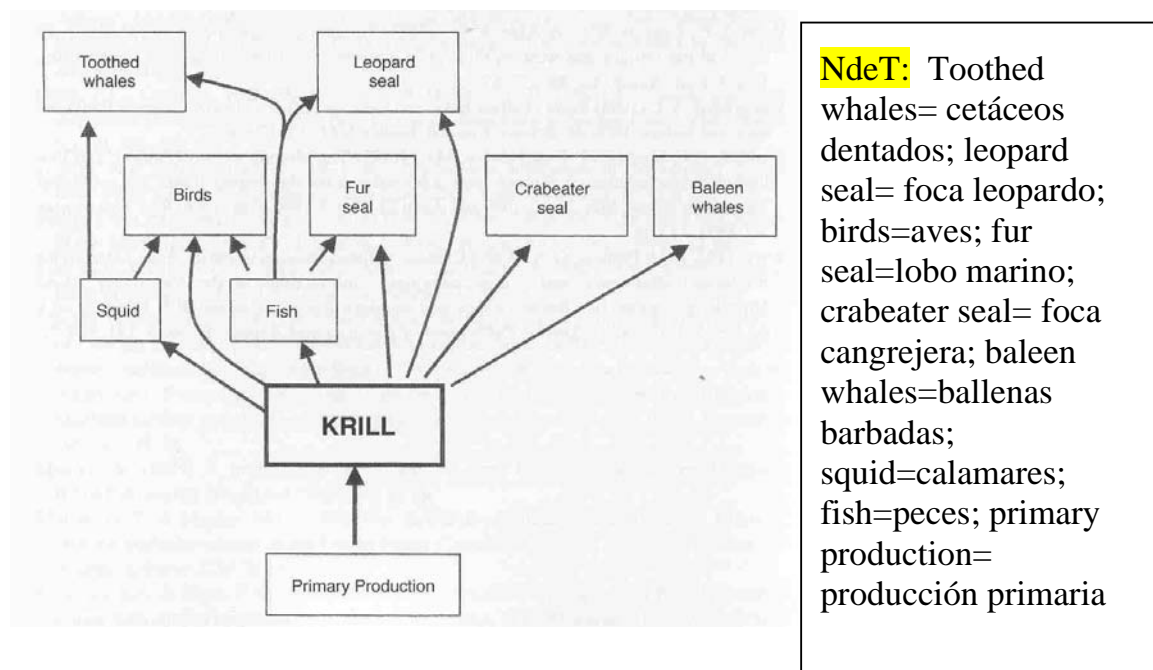 Toothed
whales
Leopard
seal
Birds
Fur
seal
Crabeater
seal
Baleen
whales
Squid
Fish
KRILL
Primary Production
NdeT: Toothed
whales= cetáceos
dentados; leopard
seal= foca leopardo;
birds=aves; fur
seal=lobo marino;
crabeater seal= foca
cangrejera; baleen
whales=ballenas
barbadas;
squid=calamares;
fish=peces; primary
production=
producción primaria